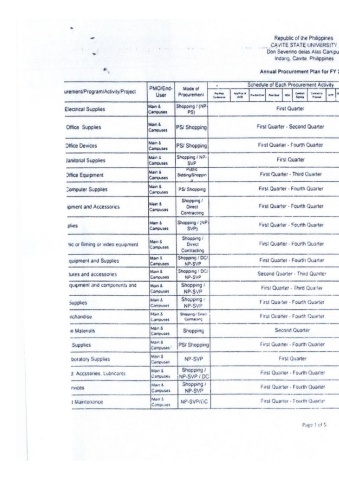 Republic of the Philippines
CAVITE STATE UNIVERSITY
Don Severino delas Alas Campu
Indang, Cavite, Philippines
Annual Procurement Plan for FY 2
urement/Program/Activity/Project PMO/End-User Mode of Procurement Schedule of Each Procurement Activity
Electrical Supplies Main & Campuses Shopping / (NP-PS) First Quarter
Office Supplies Main & Campuses PS/ Shopping First Quarter - Second Quarter
Office Devices Main & Campuses PS/ Shopping First Quarter - Fourth Quarter
Janitorial Supplies Main & Campuses Shopping / NP-SVP First Quarter
Office Equipment Main & Campuses Public Bidding/Shopping First Quarter - Third Quarter
Computer Supplies Main & Campuses PS/ Shopping First Quarter - Fourth Quarter
ipment and Accessories Main & Campuses Shopping / Direct Contracting First Quarter - Fourth Quarter
plies Main & Campuses Shopping / (NP-SVP) First Quarter - Fourth Quarter
hic or filming or video equipment Main & Campuses Shopping / Direct Contracting First Quarter - Fourth Quarter
quipment and Supplies Main & Campuses Shopping / DC/ NP-SVP First Quarter - Fourth Quarter
tures and accessories Main & Campuses Shopping / DC/ NP-SVP Second Quarter - Third Quarter
quipment and components and Main & Campuses Shopping / NP-SVP First Quarter - Third Quarter
Supplies Main & Campuses Shopping / NP-SVP First Quarter - Fourth Quarter
rchandise Main & Campuses Shopping / Direct Contracting First Quarter - Fourth Quarter
n Materials Main & Campuses Shopping Second Quarter
Supplies Main & Campuses PS/ Shopping First Quarter - Fourth Quarter
boratory Supplies Main & Campuses NP-SVP First Quarter
Accessories, Lubricants Main & Campuses Shopping / NP-SVP / DC First Quarter - Fourth Quarter
ervices Main & Campuses Shopping / NP-SVP First Quarter - Fourth Quarter
t Maintenance Main & Campuses NP-SVP/DC First Quarter - Fourth Quarter
Page 1 of 5